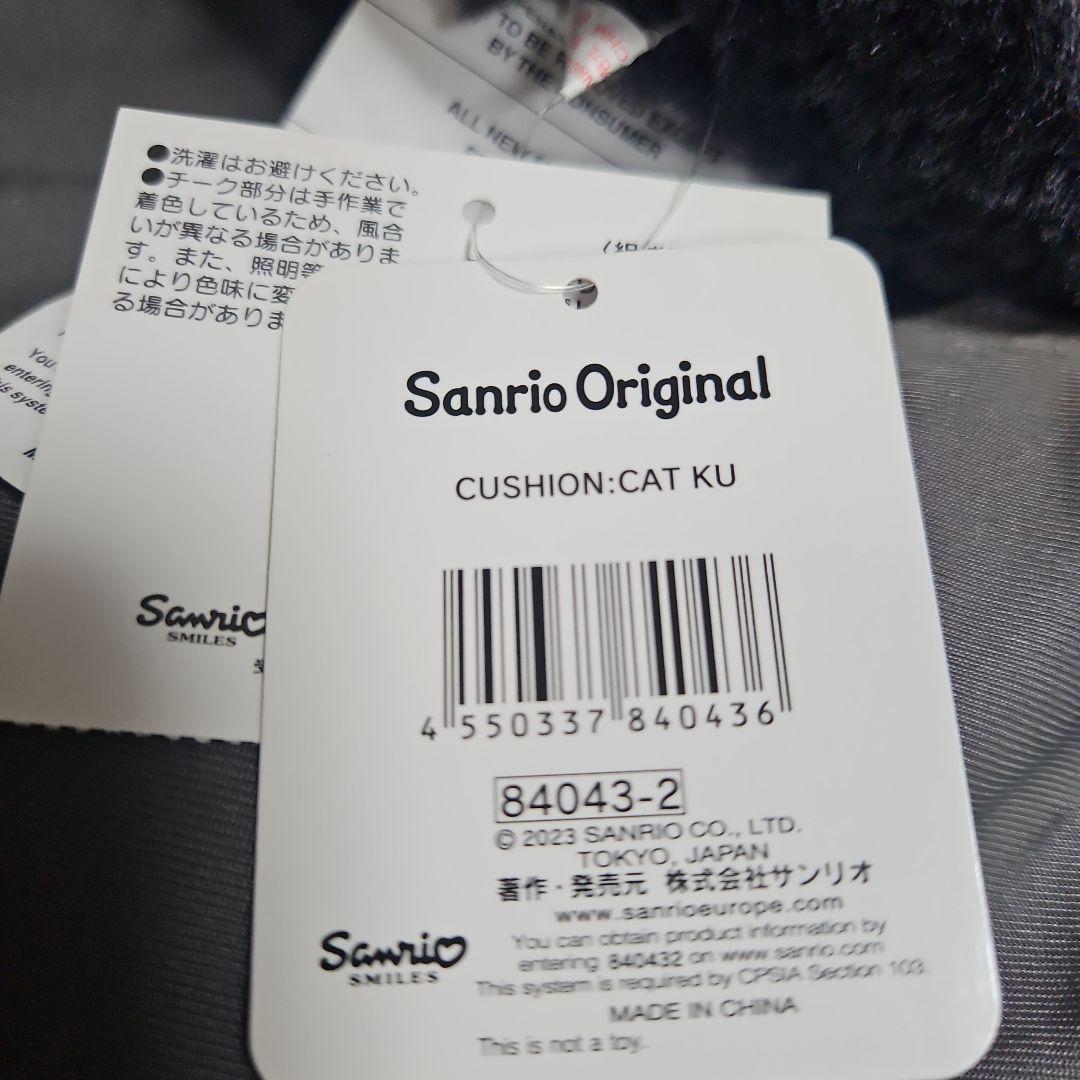 TO BE
BY THE CONSUMER
ALL NEW
●洗濯はお避けください。
●チーク部分は手作業で
着色しているため、風合
いが異なる場合がありま
す。また、照明等
により色味に変
る場合がありま
You
entering
this syste
Sanrio
SMILES
Sanrio Original
CUSHION:CAT KU
4 550337 840436
84043-2
© 2023 SANRIO CO., LTD.
TOKYO, JAPAN
著作・発売元 株式会社サンリオ
www.sanrioeurope.com
You can obtain product information by
entering 840432 on www.sanrio.com
This system is required by CPSIA Section 103.
MADE IN CHINA
This is not a toy.
Sanrio
SMILES